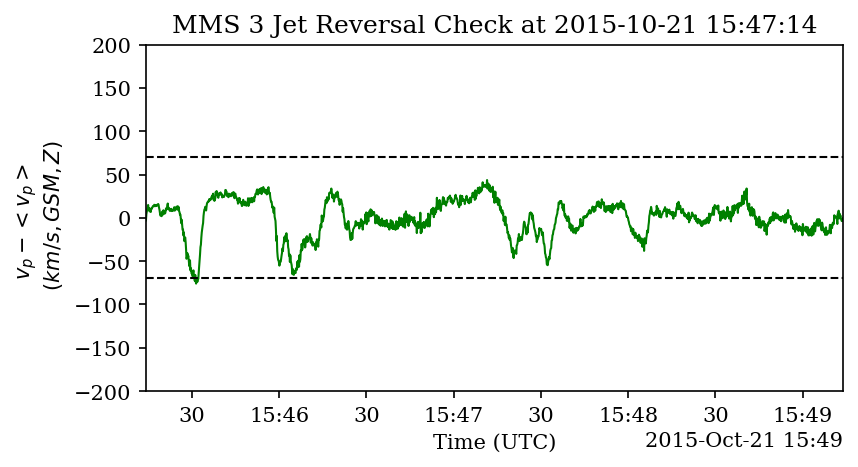 MMS 3 Jet Reversal Check at 2015-10-21 15:47:14
200
150
100
50
0
−50
−100
−150
−200
v_p − < v_p >
(km/s, GSM, Z)
30 15:46 30 15:47 30 15:48 30 15:49
Time (UTC)
2015-Oct-21 15:49